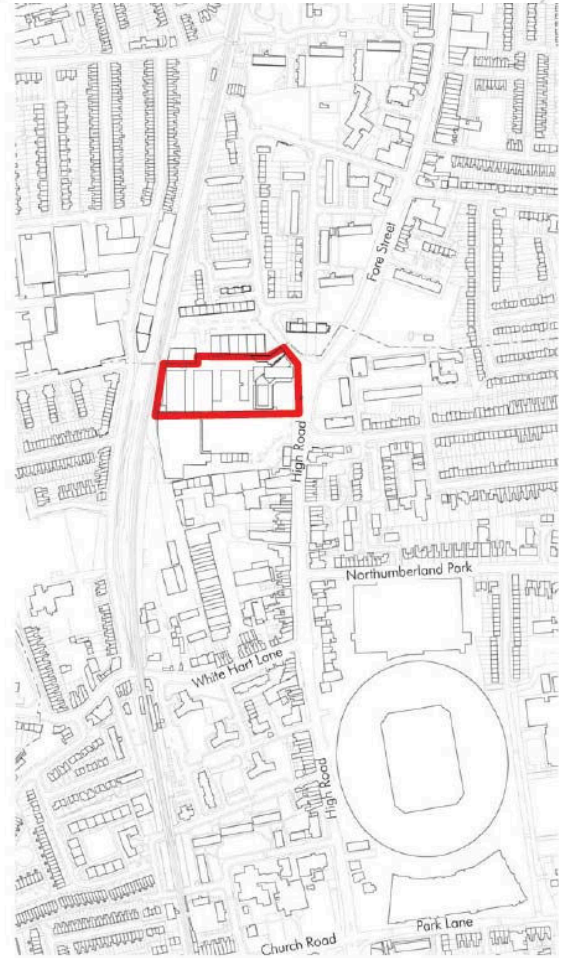 Fore Street
High Road
Northumberland Park
White Hart Lane
High Road
Park Lane
Church Road